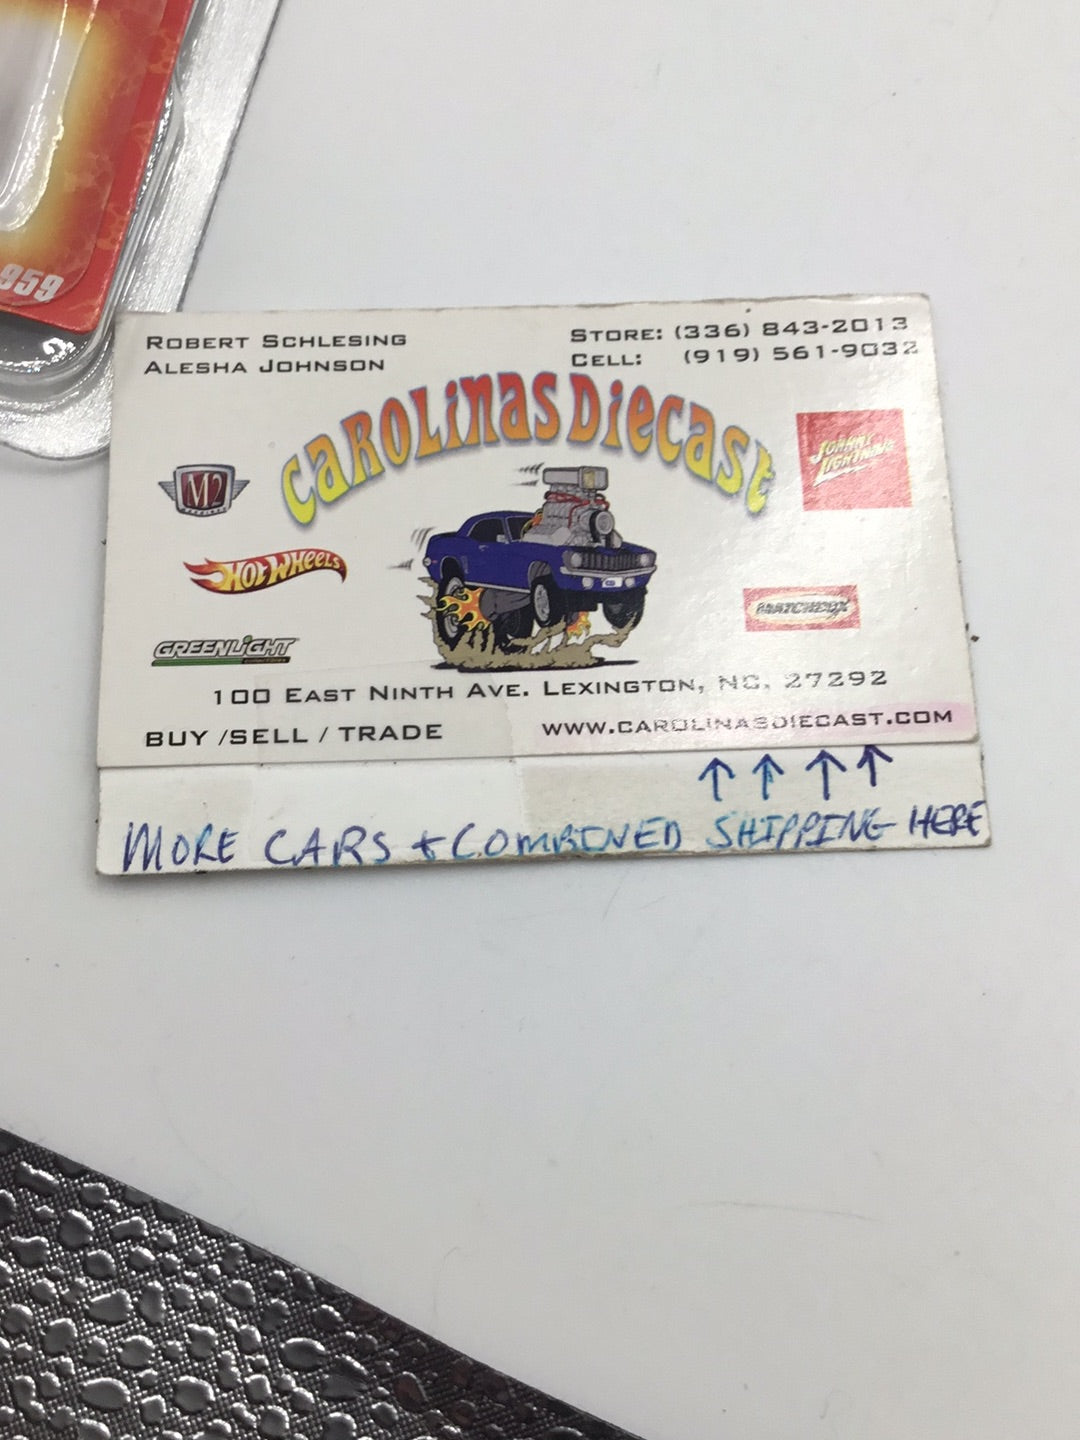 959
ROBERT SCHLESING
ALESHA JOHNSON
STORE: (336) 843-2013
CELL: (919) 561-9032
CAROLINAS DIECAST
M2
JOHNNY LIGHTNING
HOT WHEELS
MATCHBOX
GREENLIGHT
100 EAST NINTH AVE. LEXINGTON, NC. 27292
BUY /SELL / TRADE
WWW.CAROLINASDIECAST.COM
↑ ↑ ↑ ↑
MORE CARS + COMBINED SHIPPING HERE